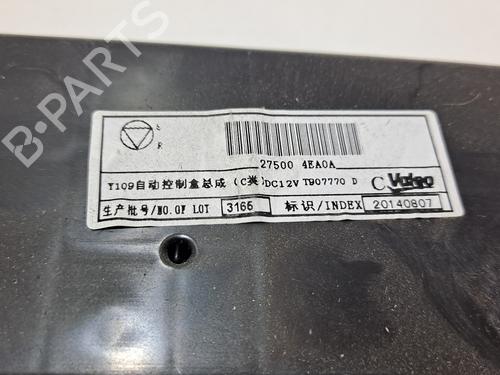 B-PARTS
S
R
27500 4EA0A
Y109自动控制盒总成 (C类)DC12V T907770 D C Valeo
生产批号/NO.OF LOT 3166 标识/INDEX 20140807